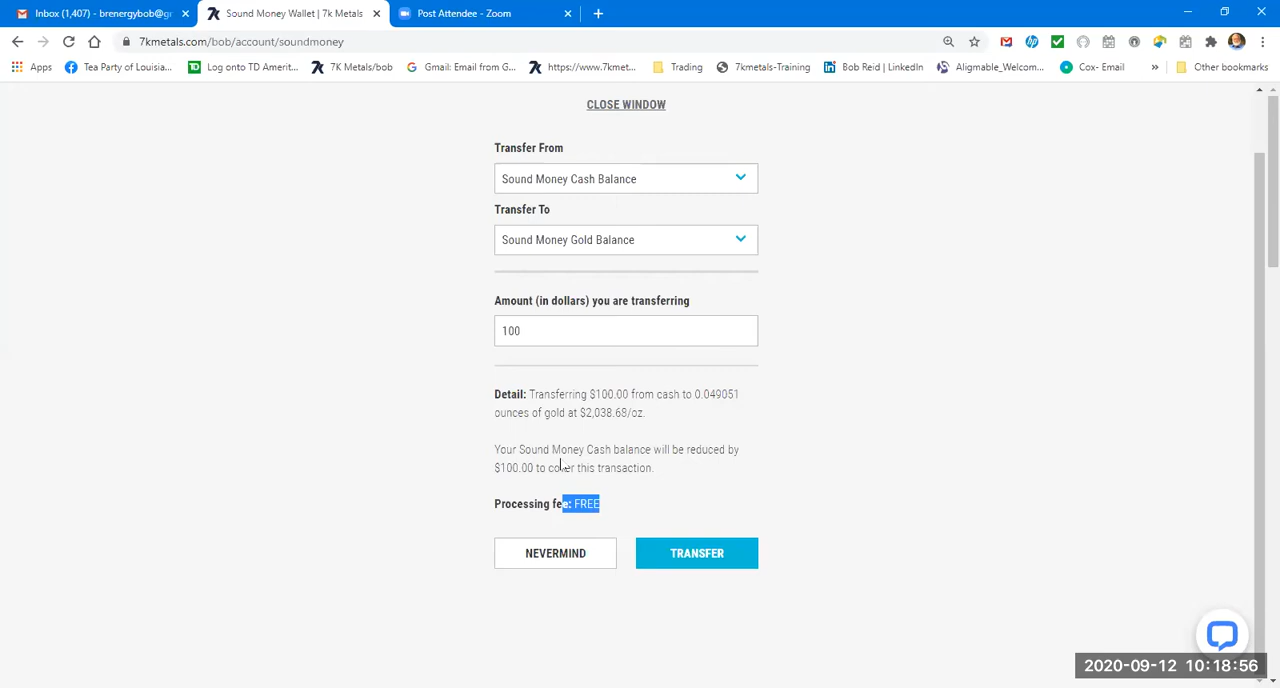 Inbox (1,407) - brenergybob@gr
Sound Money Wallet | 7k Metals
Post Attendee - Zoom
7kmetals.com/bob/account/soundmoney
Apps
Tea Party of Louisia...
Log onto TD Amerit...
7K Metals/bob
Gmail: Email from G...
https://www.7kmet...
Trading
7kmetals-Training
Bob Reid | LinkedIn
Aligmable_Welcom...
Cox- Email
»
Other bookmarks
CLOSE WINDOW
Transfer From
Sound Money Cash Balance
Transfer To
Sound Money Gold Balance
Amount (in dollars) you are transferring
100
Detail: Transferring $100.00 from cash to 0.049051
ounces of gold at $2,038.68/oz.
Your Sound Money Cash balance will be reduced by
$100.00 to cover this transaction.
Processing fee: FREE
NEVERMIND
TRANSFER
2020-09-12 10:18:56